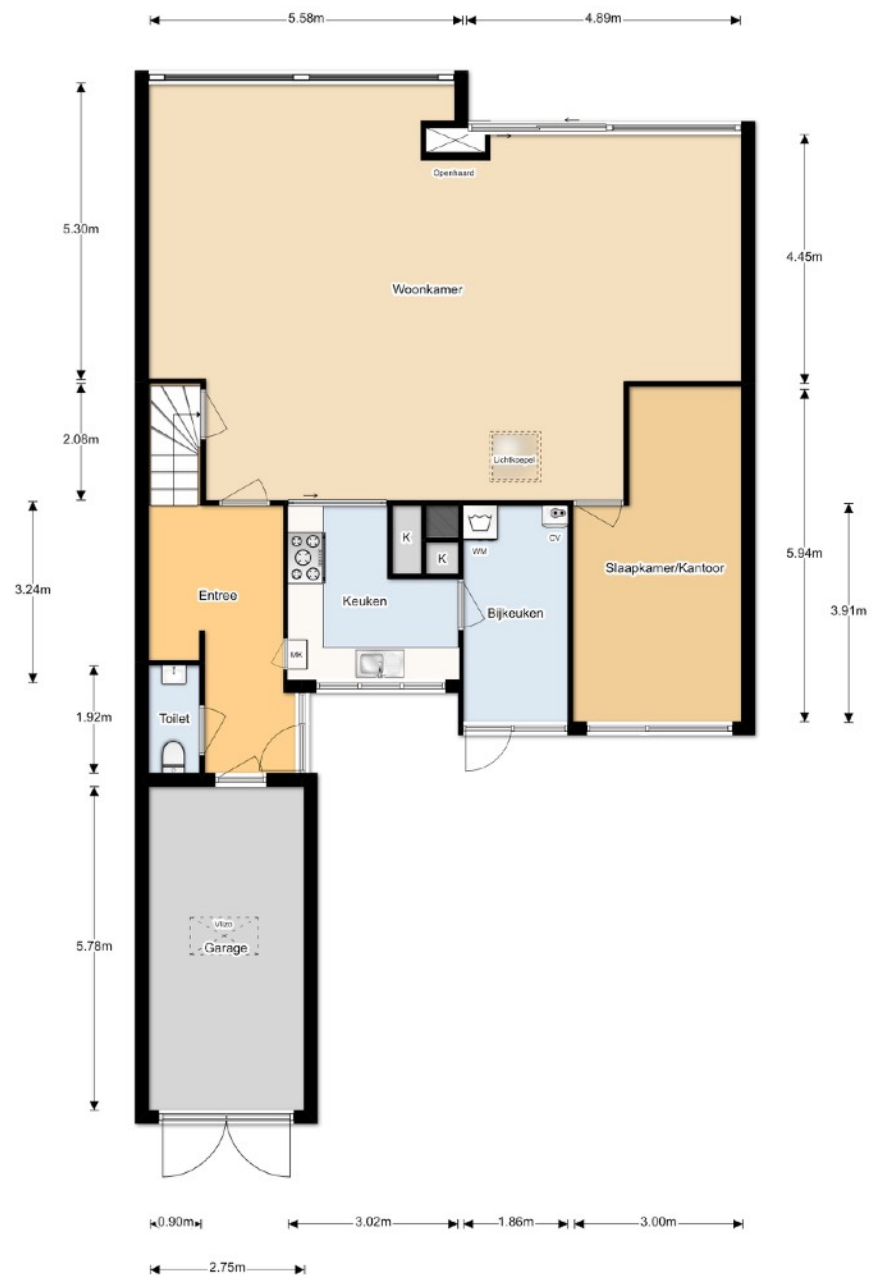 5.58m
4.89m
Openhaard
5.30m
4.45m
Woonkamer
2.08m
Lichtkoepel
K
WM
CV
K
5.94m
Slaapkamer/Kantoor
3.24m
Entree
Keuken
Bijkeuken
3.91m
MK
1.92m
Toilet
Vlizo
Garage
5.78m
0.90m
3.02m
1.86m
3.00m
2.75m